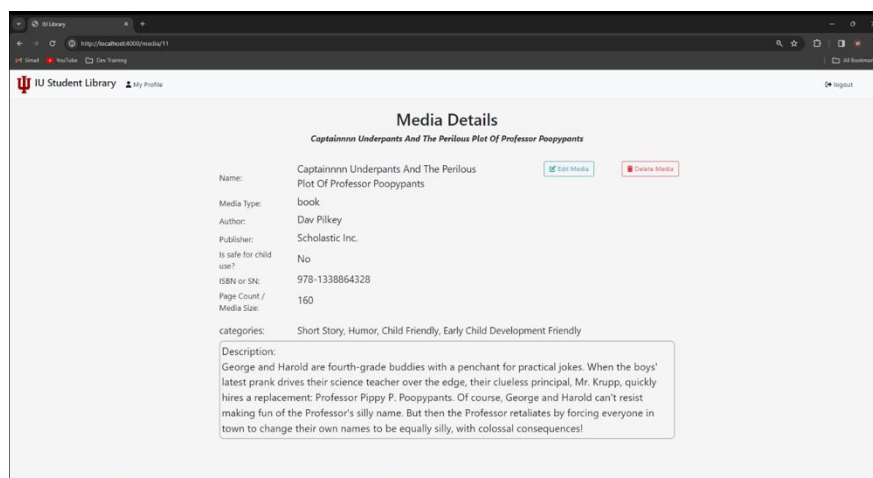 IU Library
http://localhost:4000/media/11
Gmail YouTube Dev Training All Bookmar
IU Student Library My Profile logout
Media Details
Captainnnn Underpants And The Perilous Plot Of Professor Poopypants
Name: Captainnnn Underpants And The Perilous
Plot Of Professor Poopypants
Edit Media Delete Media
Media Type: book
Author: Dav Pilkey
Publisher: Scholastic Inc.
Is safe for child
use? No
ISBN or SN: 978-1338864328
Page Count /
Media Size: 160
categories: Short Story, Humor, Child Friendly, Early Child Development Friendly
Description:
George and Harold are fourth-grade buddies with a penchant for practical jokes. When the boys'
latest prank drives their science teacher over the edge, their clueless principal, Mr. Krupp, quickly
hires a replacement: Professor Pippy P. Poopypants. Of course, George and Harold can't resist
making fun of the Professor's silly name. But then the Professor retaliates by forcing everyone in
town to change their own names to be equally silly, with colossal consequences!